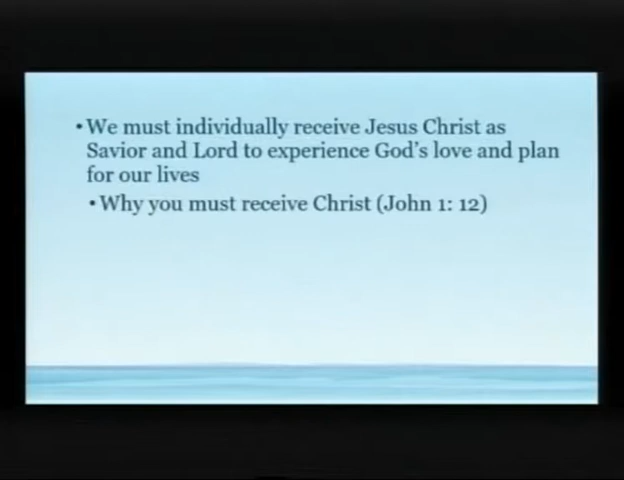 •We must individually receive Jesus Christ as
Savior and Lord to experience God's love and plan
for our lives
•Why you must receive Christ (John 1: 12)